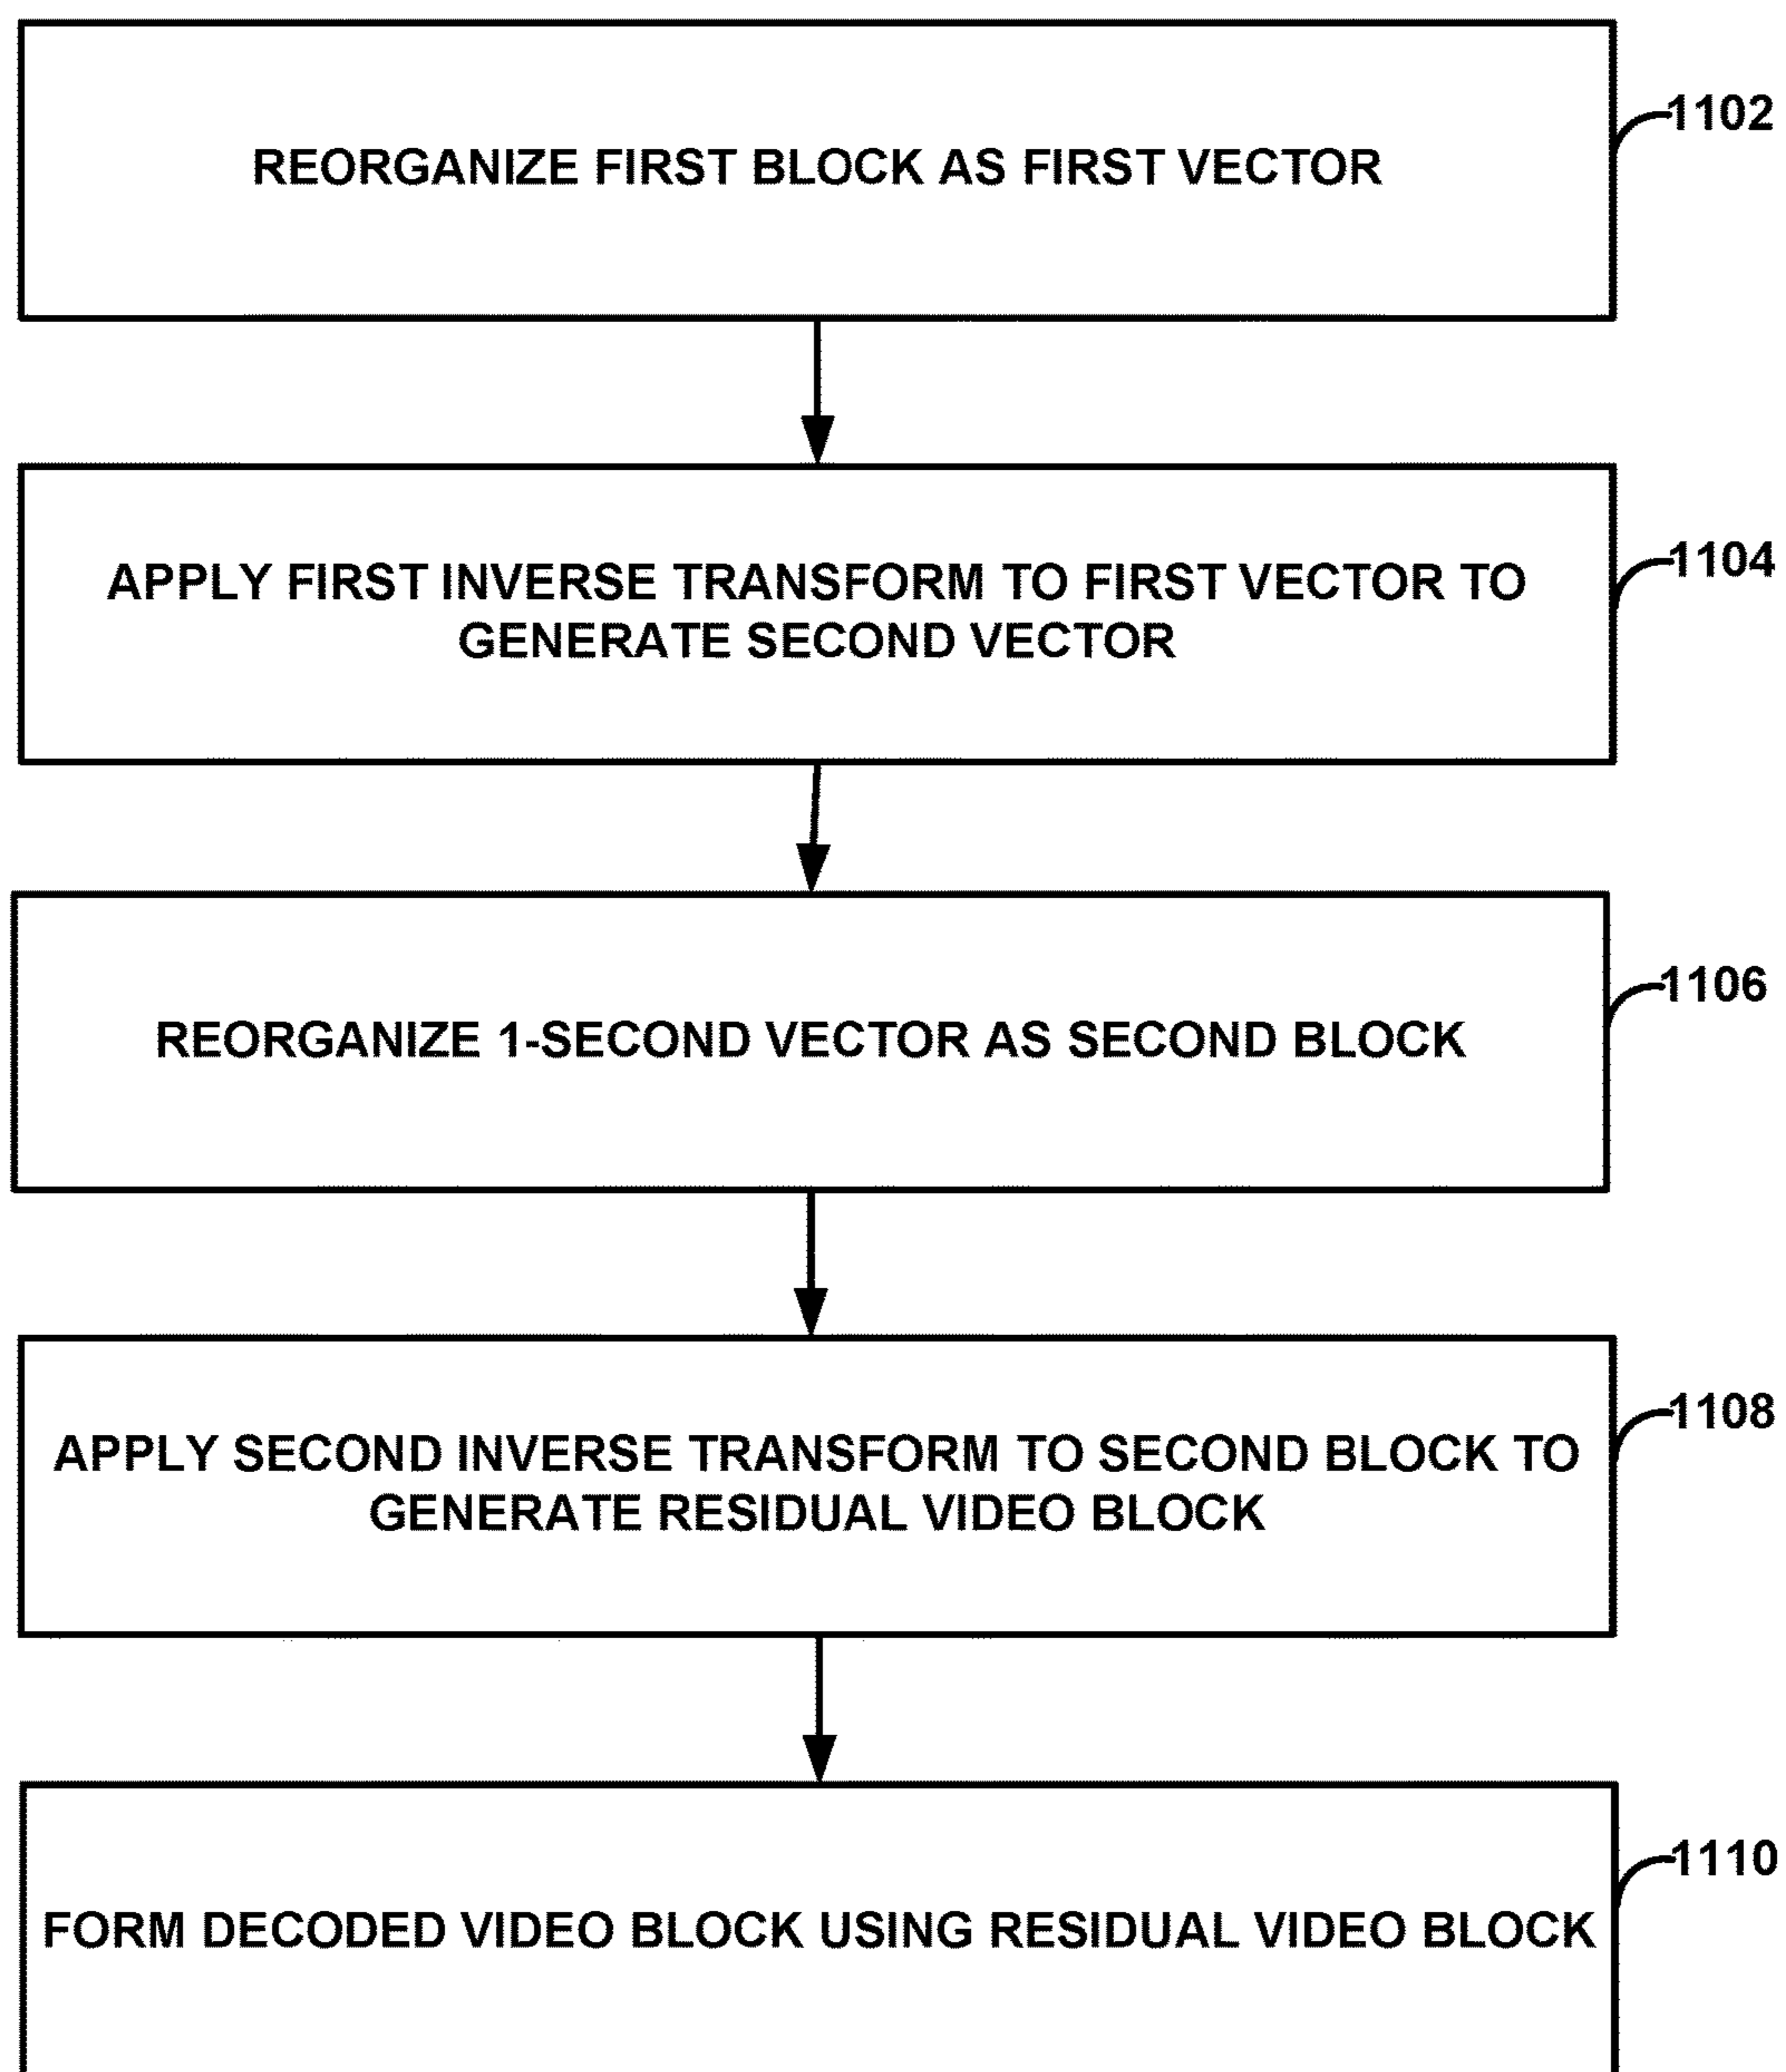 REORGANIZE FIRST BLOCK AS FIRST VECTOR
1102
APPLY FIRST INVERSE TRANSFORM TO FIRST VECTOR TO
GENERATE SECOND VECTOR
1104
REORGANIZE 1-SECOND VECTOR AS SECOND BLOCK
1106
APPLY SECOND INVERSE TRANSFORM TO SECOND BLOCK TO
GENERATE RESIDUAL VIDEO BLOCK
1108
FORM DECODED VIDEO BLOCK USING RESIDUAL VIDEO BLOCK
1110